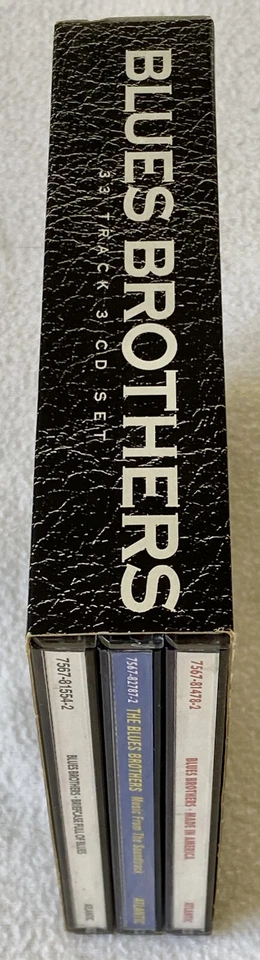 BLUES BROTHERS
33 TRACK 3 CD SET
7567-81554-2 BLUES BROTHERS · BRIEFCASE FULL OF BLUES ATLANTIC
7567-82787-2 THE BLUES BROTHERS Music From The Soundtrack ATLANTIC
7567-81478-2 BLUES BROTHERS · MADE IN AMERICA ATLANTIC